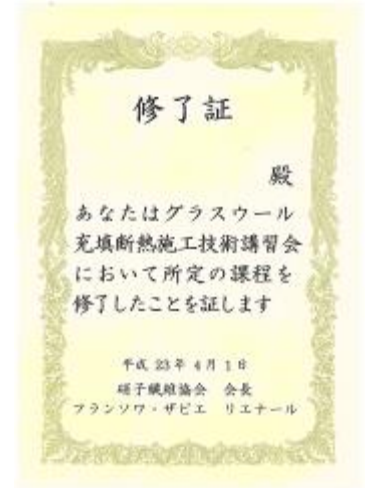 修了証
殿
あなたはグラスウール
充填断熱施工技術講習会
において所定の課程を
修了したことを証します
平成 23年 4月 1日
硝子繊維協会 会長
フランソワ・ザビエ リエナール